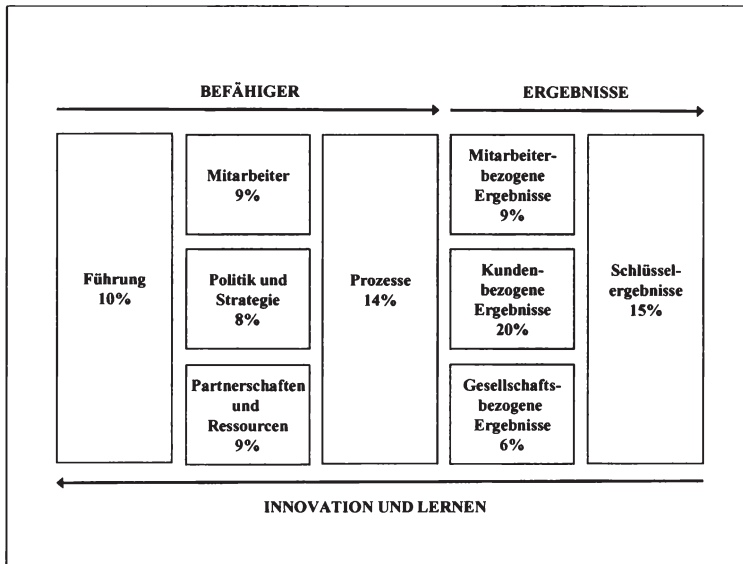 BEFÄHIGER
ERGEBNISSE
Führung
10%
Mitarbeiter
9%
Politik und
Strategie
8%
Partnerschaften
und
Ressourcen
9%
Prozesse
14%
Mitarbeiter-
bezogene
Ergebnisse
9%
Kunden-
bezogene
Ergebnisse
20%
Gesellschafts-
bezogene
Ergebnisse
6%
Schlüssel-
ergebnisse
15%
INNOVATION UND LERNEN